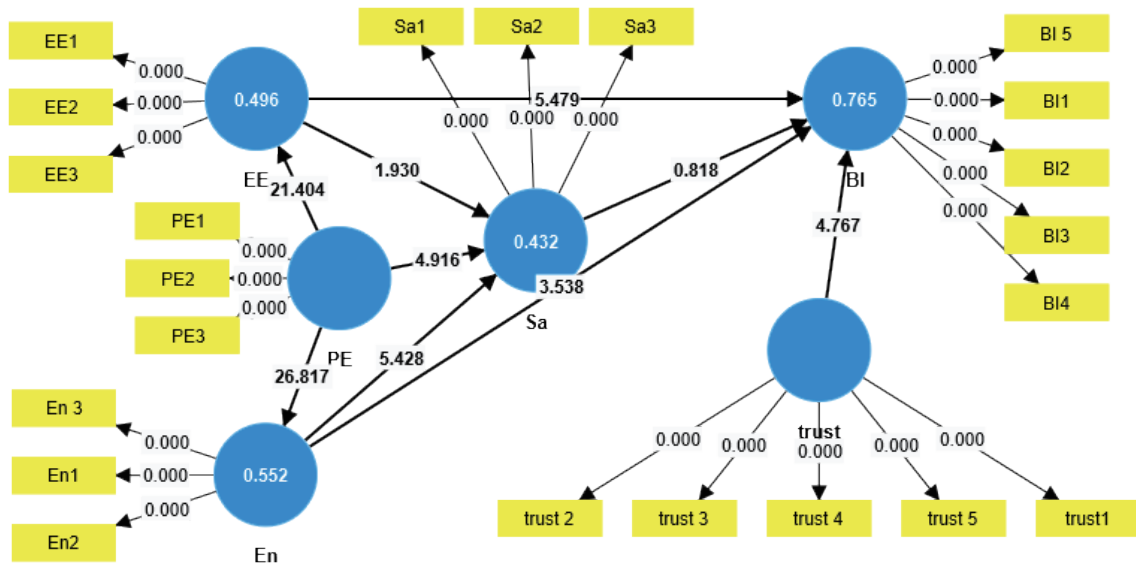 Sa1
Sa2
Sa3
EE1
EE2
EE3
0.000
0.000
0.000
0.496
EE
5.479
0.000
0.000
0.000
0.765
BI
BI 5
BI1
BI2
BI3
BI4
0.000
0.000
0.000
0.000
0.000
1.930
0.818
21.404
PE1
PE2
PE3
0.000
0.000
0.000
PE
4.916
0.432
Sa
3.538
4.767
26.817
5.428
En 3
En1
En2
0.000
0.000
0.000
0.552
En
trust
0.000
0.000
0.000
0.000
0.000
trust 2
trust 3
trust 4
trust 5
trust1